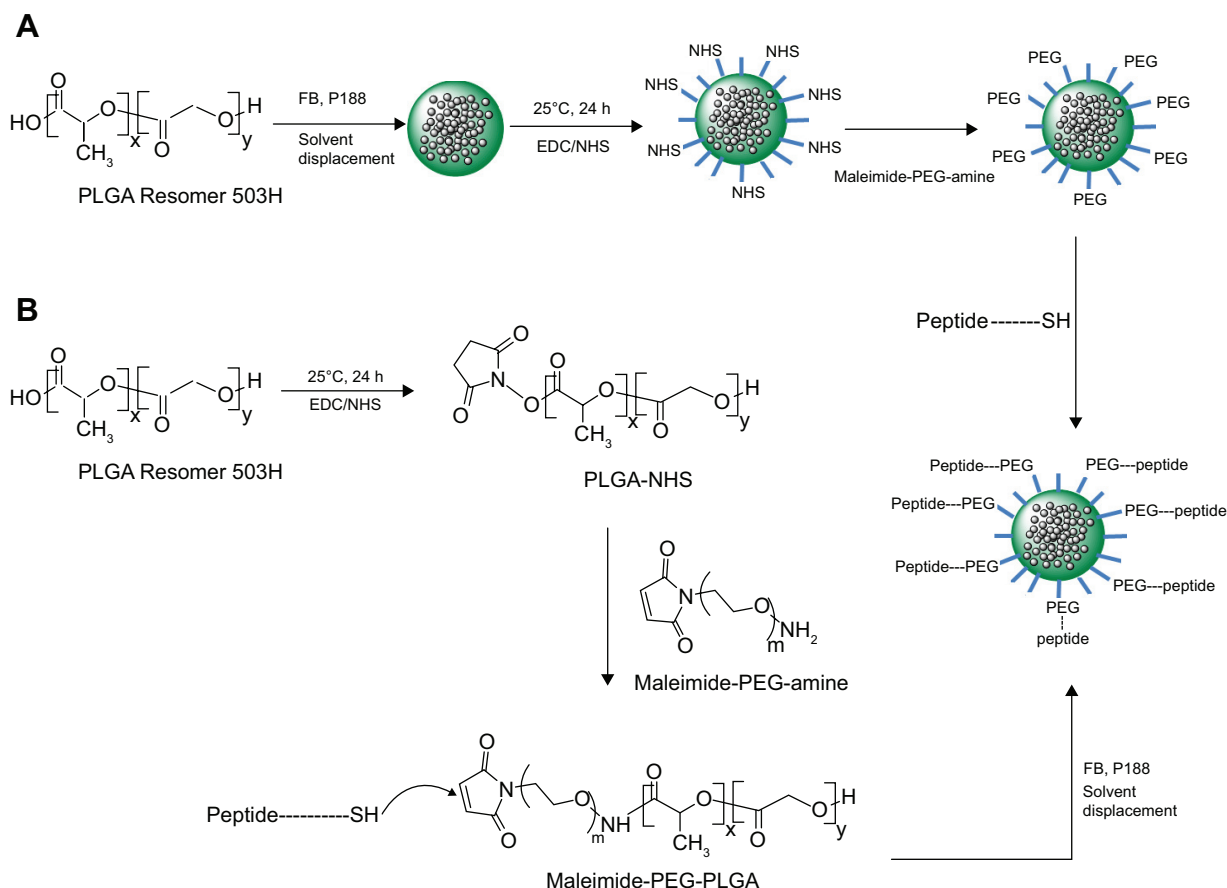 A
O
HO
O
x
CH3
O
O
H
y
PLGA Resomer 503H
FB, P188
Solvent
displacement
25°C, 24 h
EDC/NHS
NHS
NHS
NHS
NHS
NHS
NHS
NHS
NHS
Maleimide-PEG-amine
PEG
PEG
PEG
PEG
PEG
PEG
PEG
Peptide-------SH
B
O
HO
O
x
CH3
O
O
H
y
PLGA Resomer 503H
25°C, 24 h
EDC/NHS
O
N
O
O
O
O
x
CH3
O
O
H
y
PLGA-NHS
O
N
O
O
m
NH2
Maleimide-PEG-amine
Peptide---PEG
PEG---peptide
Peptide---PEG
PEG---peptide
Peptide---PEG
PEG---peptide
PEG
peptide
Peptide----------SH
O
N
O
O
m
NH
O
O
x
CH3
O
O
H
y
Maleimide-PEG-PLGA
FB, P188
Solvent
displacement